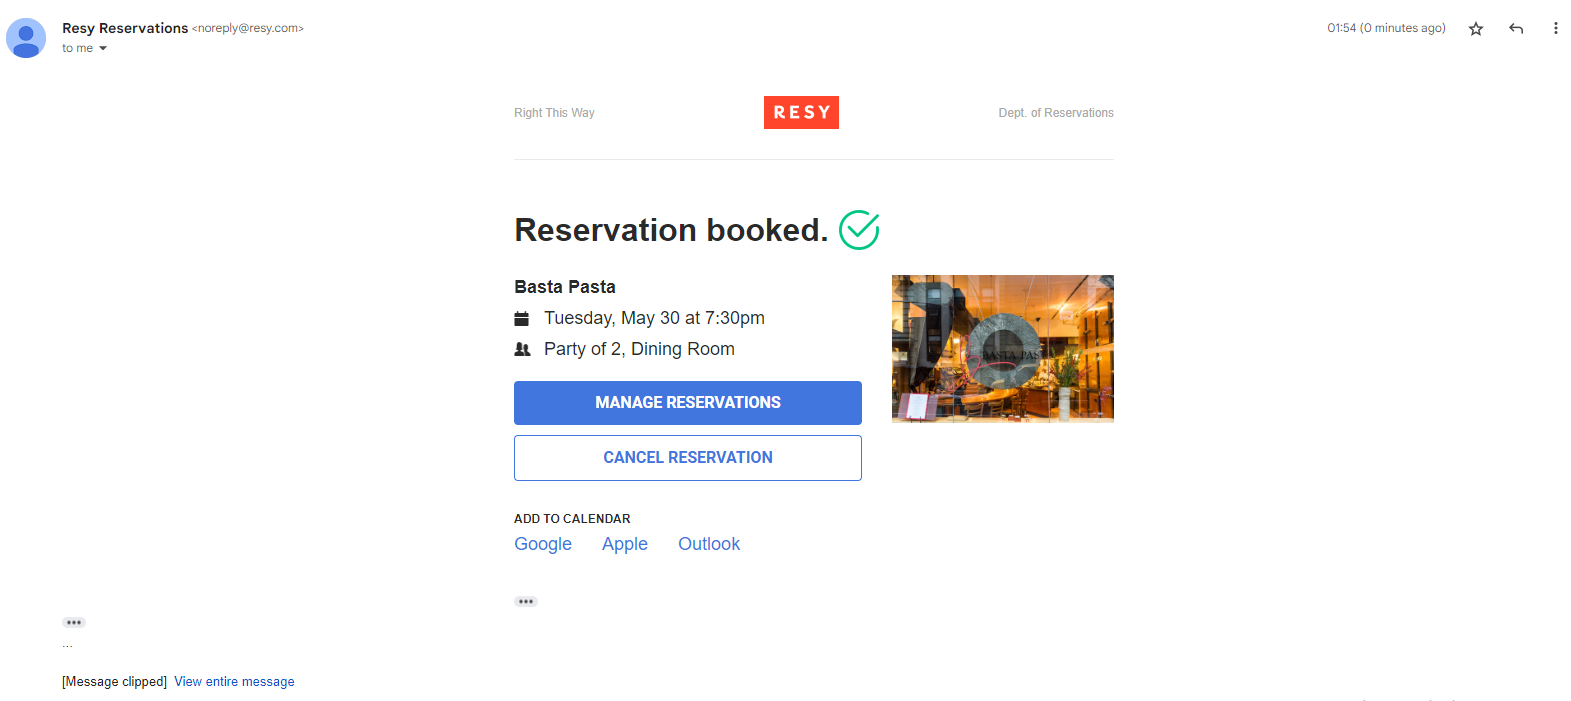 Resy Reservations <noreply@resy.com>
01:54 (0 minutes ago)
to me
Right This Way
RESY
Dept. of Reservations
Reservation booked.
Basta Pasta
Tuesday, May 30 at 7:30pm
Party of 2, Dining Room
BASTA PAS
MANAGE RESERVATIONS
CANCEL RESERVATION
ADD TO CALENDAR
Google Apple Outlook
...
[Message clipped] View entire message